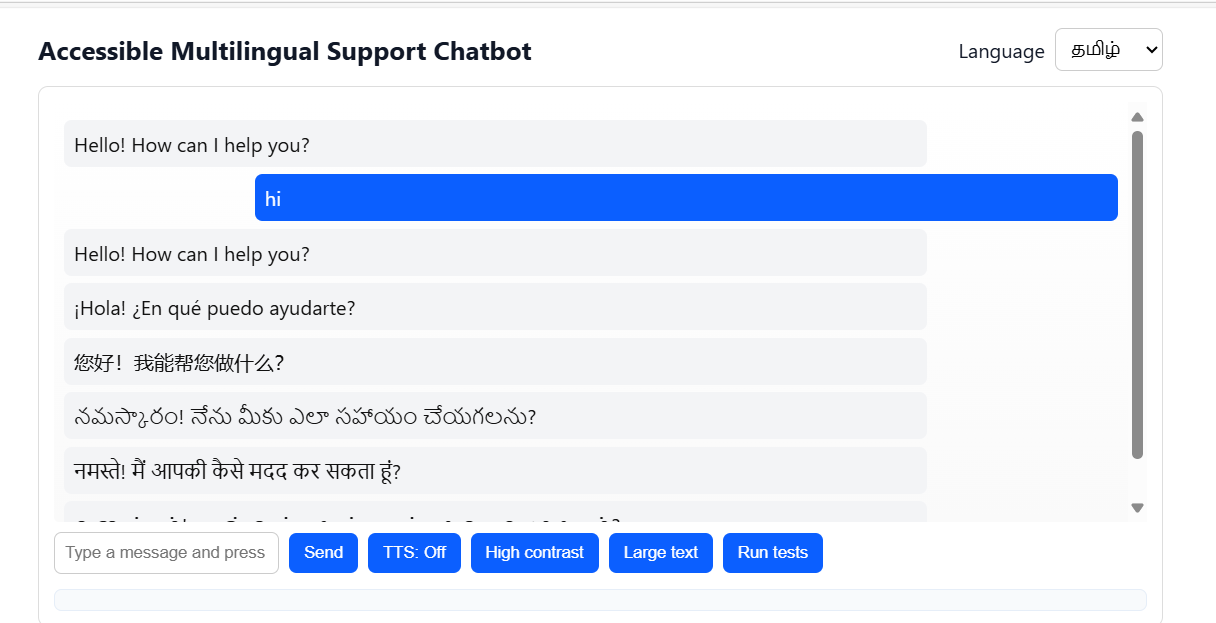 Accessible Multilingual Support Chatbot
Language
தமிழ்
Hello! How can I help you?
hi
Hello! How can I help you?
¡Hola! ¿En qué puedo ayudarte?
您好！我能帮您做什么？
నమస్కారం! నేను మీకు ఎలా సహాయం చేయగలను?
नमस्ते! मैं आपकी कैसे मदद कर सकता हूं?
Type a message and press
Send
TTS: Off
High contrast
Large text
Run tests